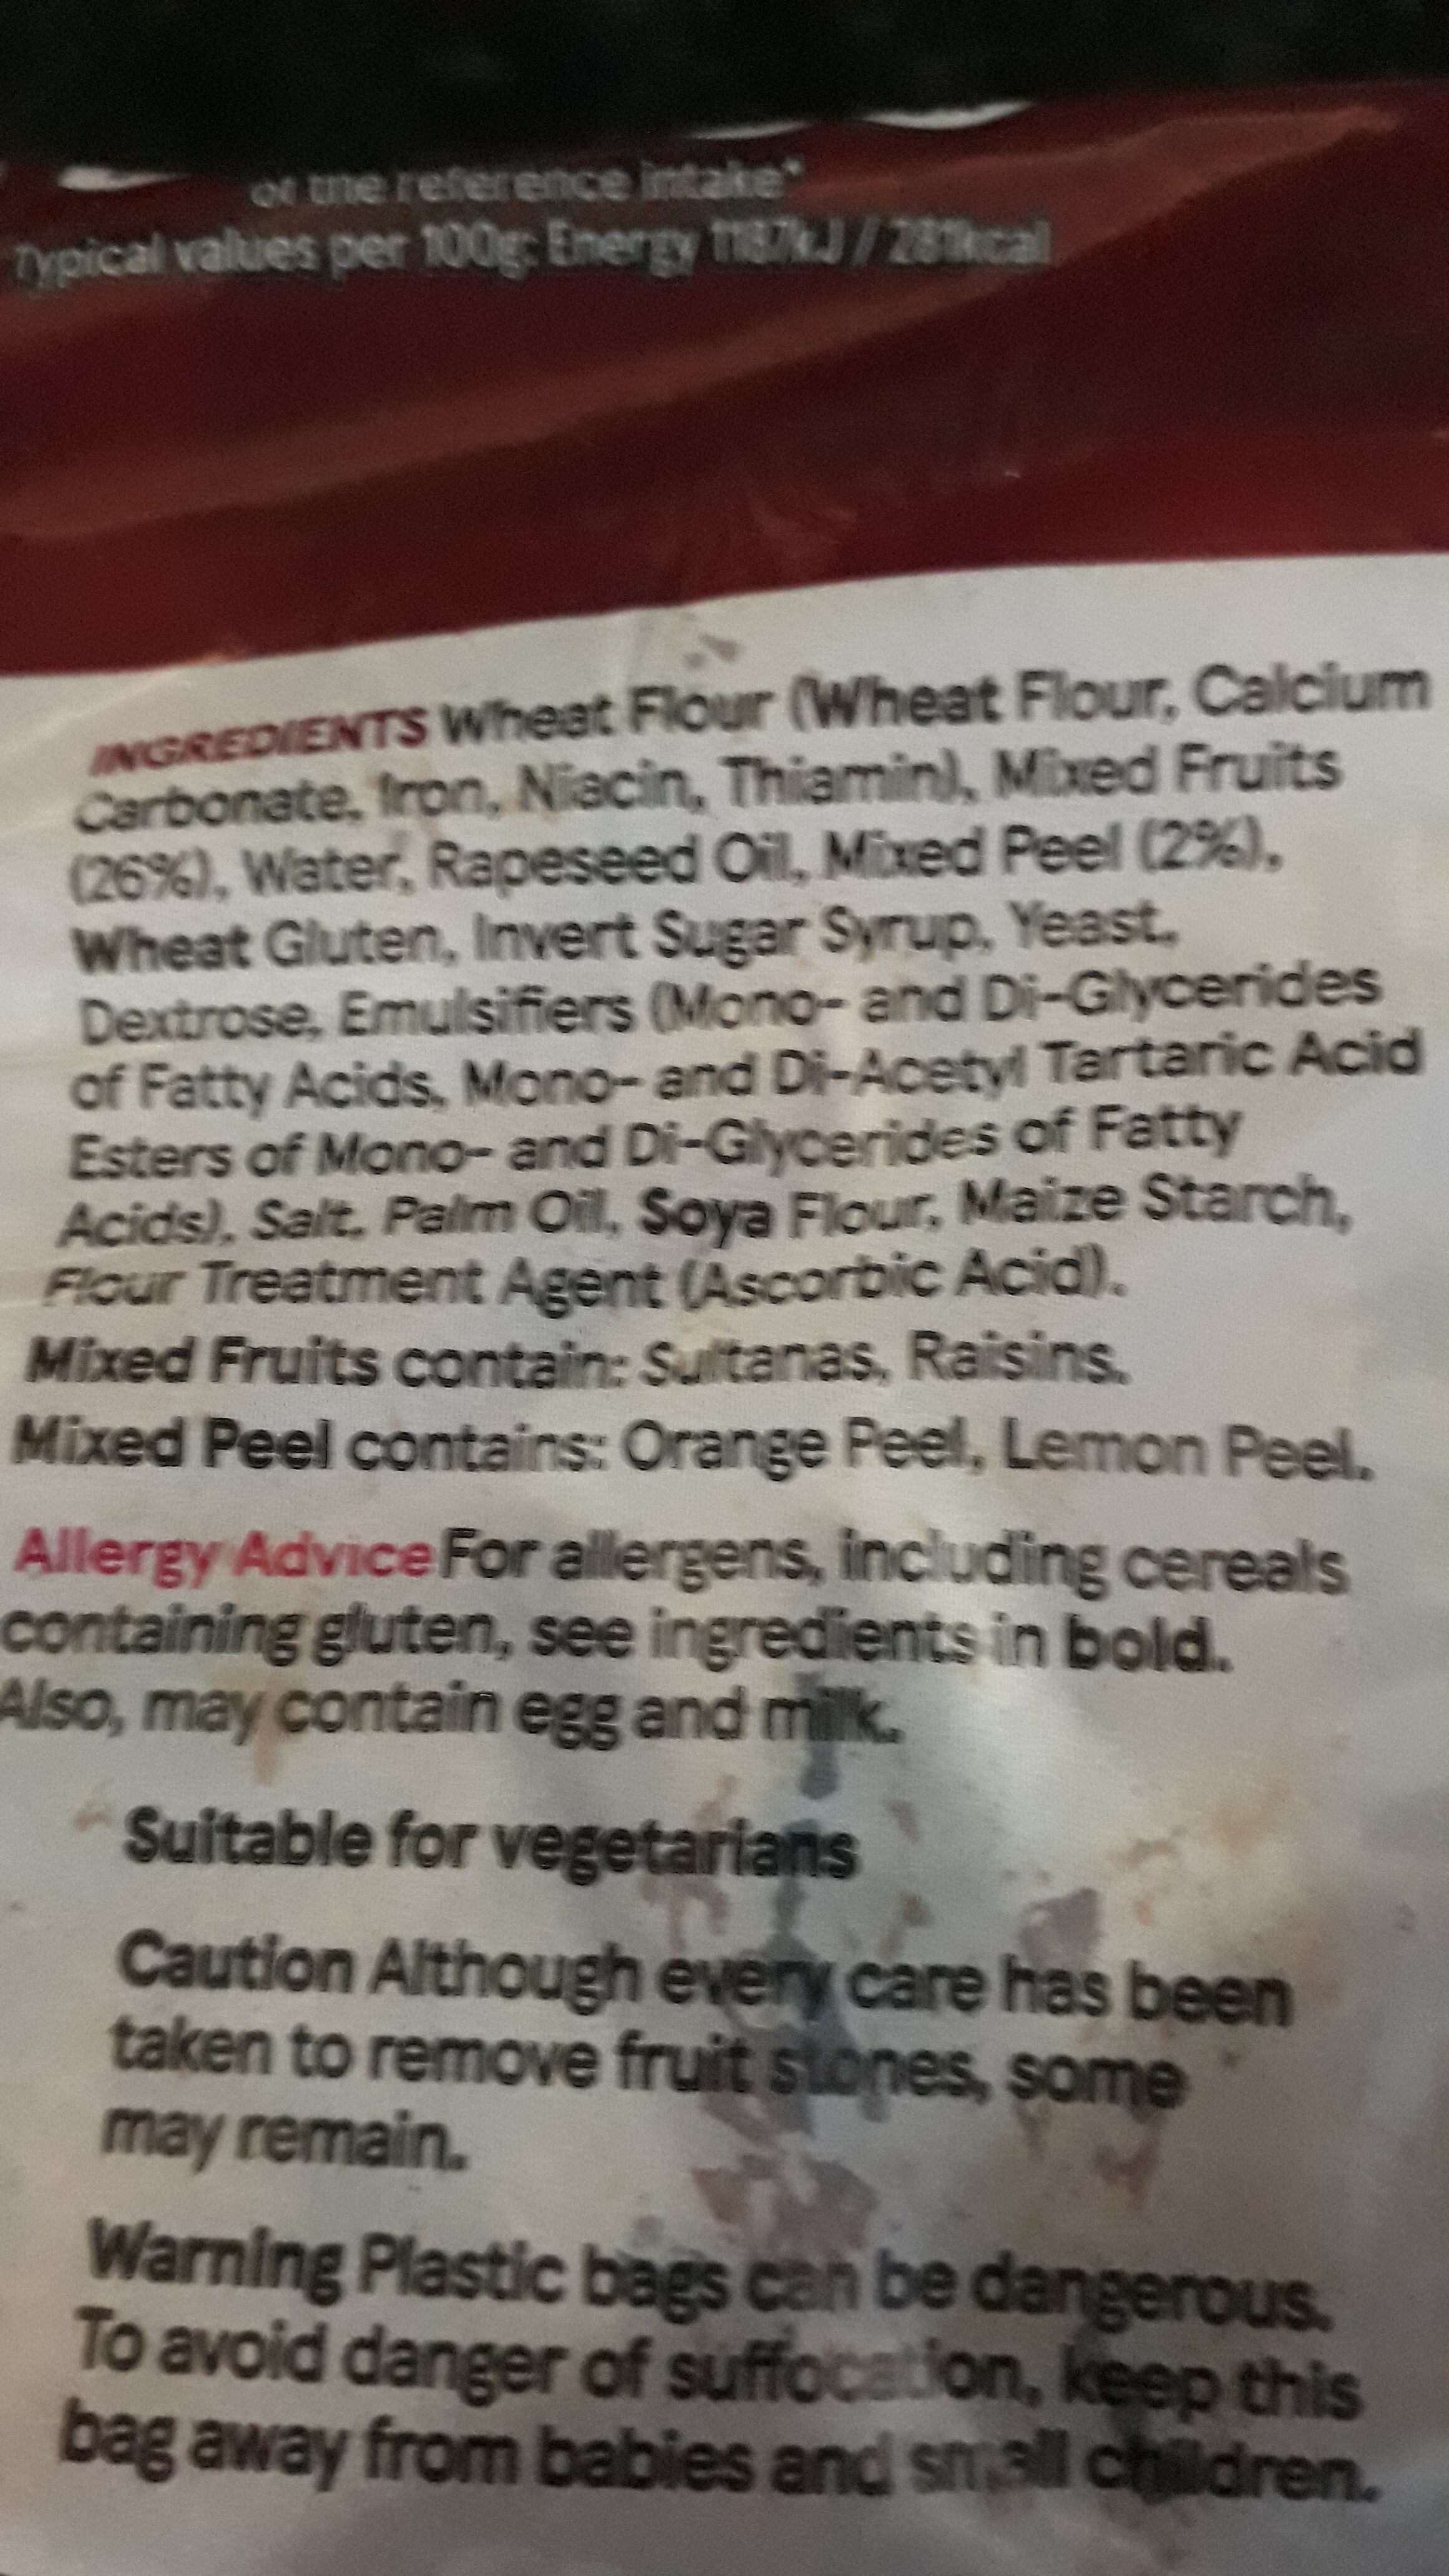 of the reference intake*
Typical values per 100g: Energy 1187kJ / 281kcal
INGREDIENTS Wheat Flour (Wheat Flour, Calcium
Carbonate, Iron, Niacin, Thiamin), Mixed Fruits
(26%), Water, Rapeseed Oil, Mixed Peel (2%),
Wheat Gluten, Invert Sugar Syrup, Yeast,
Dextrose, Emulsifiers (Mono- and Di-Glycerides
of Fatty Acids, Mono- and Di-Acetyl Tartaric Acid
Esters of Mono- and Di-Glycerides of Fatty
Acids), Salt, Palm Oil, Soya Flour, Maize Starch,
Flour Treatment Agent (Ascorbic Acid).
Mixed Fruits contain: Sultanas, Raisins.
Mixed Peel contains: Orange Peel, Lemon Peel.
Allergy Advice For allergens, including cereals
containing gluten, see ingredients in bold.
Also, may contain egg and milk.
Suitable for vegetarians
Caution Although every care has been
taken to remove fruit stones, some
may remain.
Warning Plastic bags can be dangerous.
To avoid danger of suffocation, keep this
bag away from babies and small children.